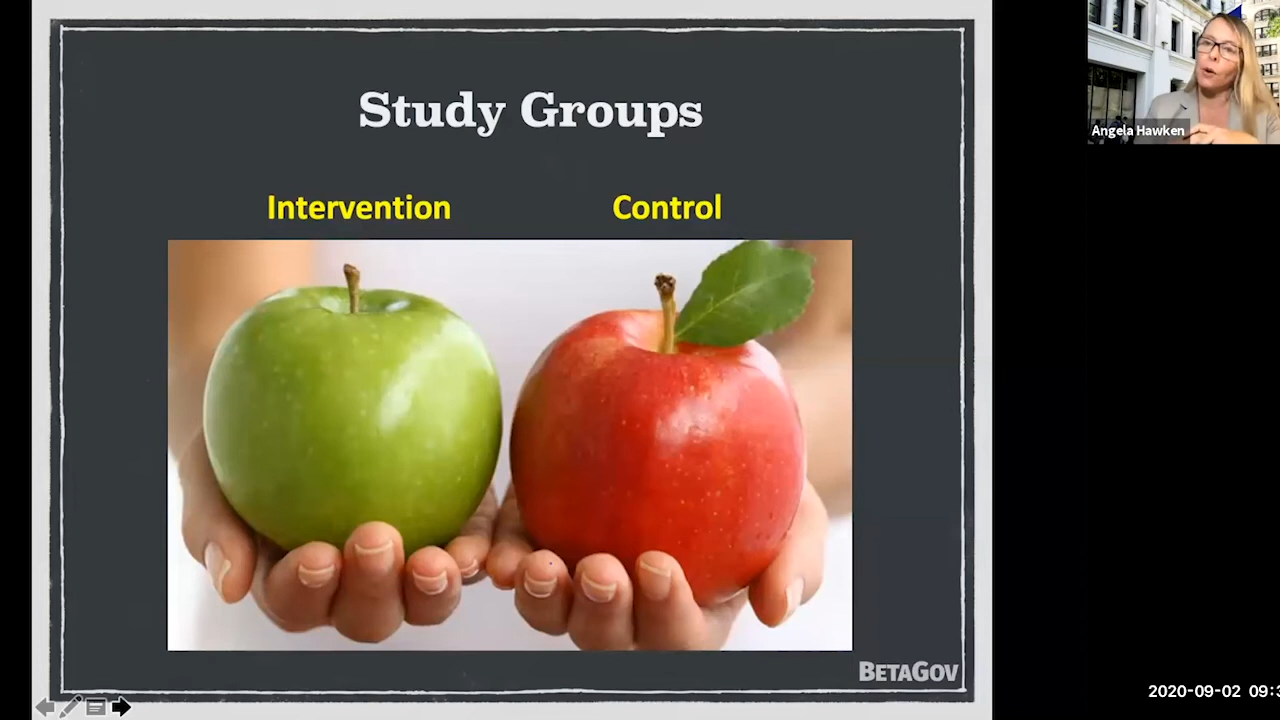 Study Groups
Intervention Control
BETAGOV
Angela Hawken
2020-09-02 09:3